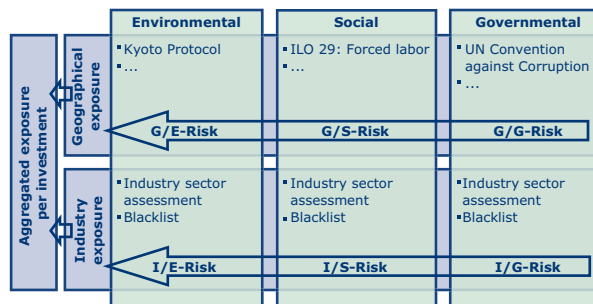 Environmental
Social
Governmental
Aggregated exposure
per investment
Geographical
exposure
▪ Kyoto Protocol
▪ ...
▪ ILO 29: Forced labor
▪ ...
▪ UN Convention
against Corruption
▪ ...
G/E-Risk
G/S-Risk
G/G-Risk
Industry
exposure
▪ Industry sector
assessment
▪ Blacklist
▪ Industry sector
assessment
▪ Blacklist
▪ Industry sector
assessment
▪ Blacklist
I/E-Risk
I/S-Risk
I/G-Risk